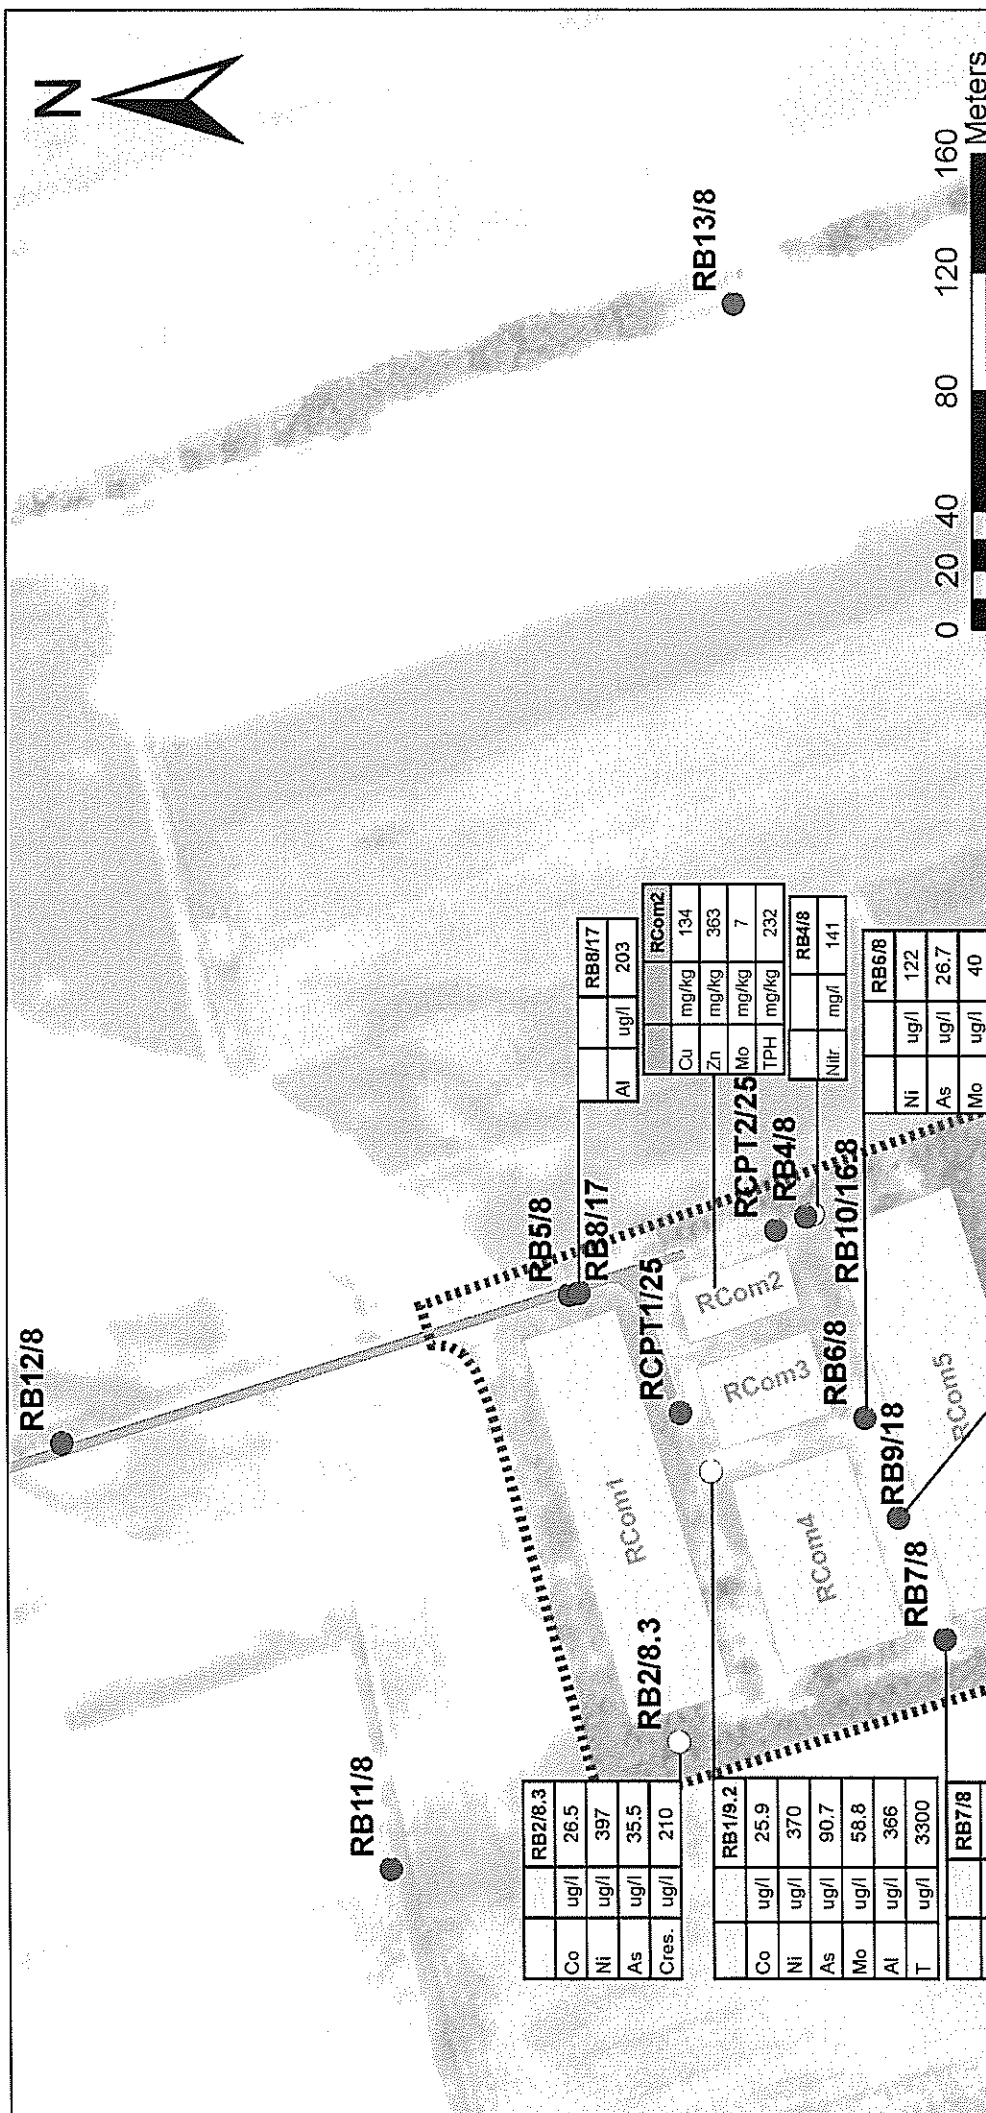 N
RB12/8
RB11/8
RB13/8
RB5/8
RB8/17
RCPT1/25
RCPT2/25
RB4/8
RB10/16.8
RB6/8
RB9/18
RB7/8
RB2/8.3
RCom1
RCom2
RCom3
RCom4
RCom5
RB2/8.3
Co ug/l 26.5
Ni ug/l 397
As ug/l 35.5
Cres. ug/l 210
RB1/9.2
Co ug/l 25.9
Ni ug/l 370
As ug/l 90.7
Mo ug/l 58.8
Al ug/l 366
T ug/l 3300
RB7/8
RB8/17
Al ug/l 203
RCom2
Cu mg/kg 134
Zn mg/kg 363
Mo mg/kg 7
TPH mg/kg 232
RB4/8
Nitr. mg/l 141
RB6/8
Ni ug/l 122
As ug/l 26.7
Mo ug/l 40
0 20 40 80 120 160
Meters